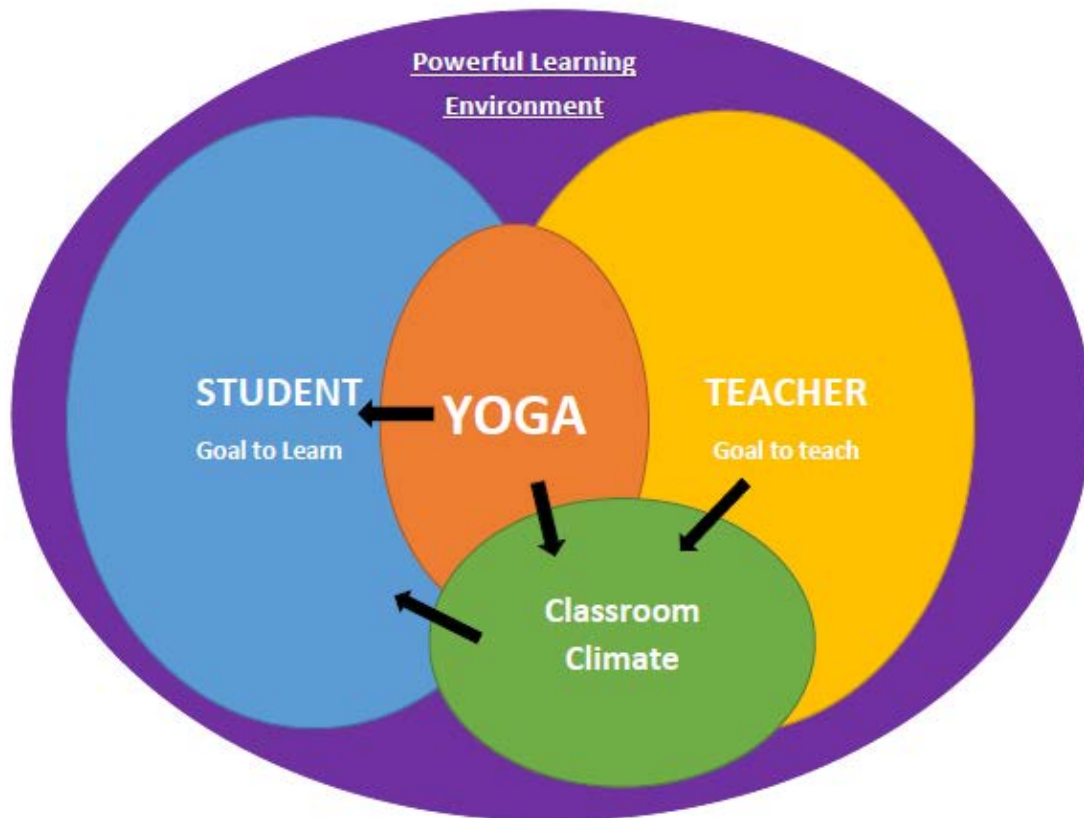 Powerful Learning
Environment
STUDENT
Goal to Learn
YOGA
TEACHER
Goal to teach
Classroom
Climate